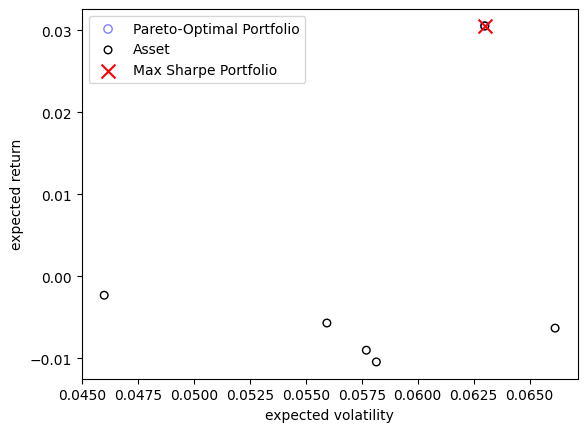 Pareto-Optimal Portfolio
Asset
Max Sharpe Portfolio
expected return
0.03
0.02
0.01
0.00
−0.01
0.0450 0.0475 0.0500 0.0525 0.0550 0.0575 0.0600 0.0625 0.0650
expected volatility